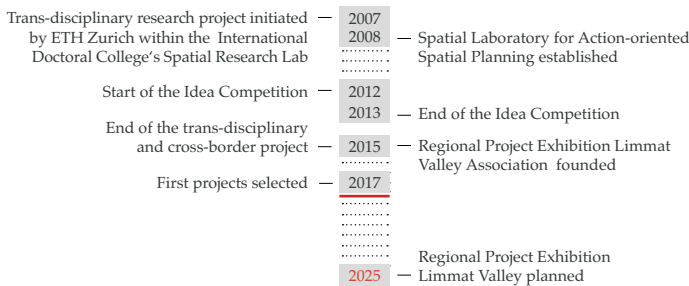 Trans-disciplinary research project initiated — 2007
by ETH Zurich within the International 2008 — Spatial Laboratory for Action-oriented
Doctoral College‘s Spatial Research Lab Spatial Planning established
Start of the Idea Competition — 2012
2013 — End of the Idea Competition
End of the trans-disciplinary
and cross-border project — 2015 — Regional Project Exhibition Limmat
Valley Association founded
First projects selected — 2017
Regional Project Exhibition
2025 — Limmat Valley planned